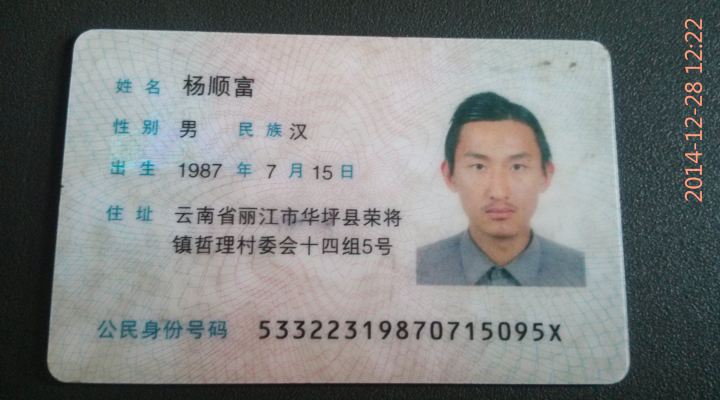 姓名 杨顺富
性别 男 民族 汉
出生 1987 年 7 月 15 日
住址 云南省丽江市华坪县荣将
镇哲理村委会十四组5号
公民身份号码 53322319870715095X
2014-12-28 12:22